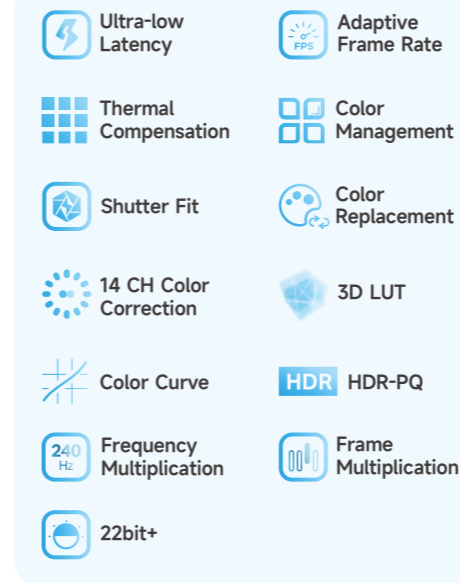 Ultra-low
Latency
FPS
Adaptive
Frame Rate
Thermal
Compensation
Color
Management
Shutter Fit
Color
Replacement
14 CH Color
Correction
3D LUT
Color Curve
HDR
HDR-PQ
240
Hz
Frequency
Multiplication
Frame
Multiplication
22bit+